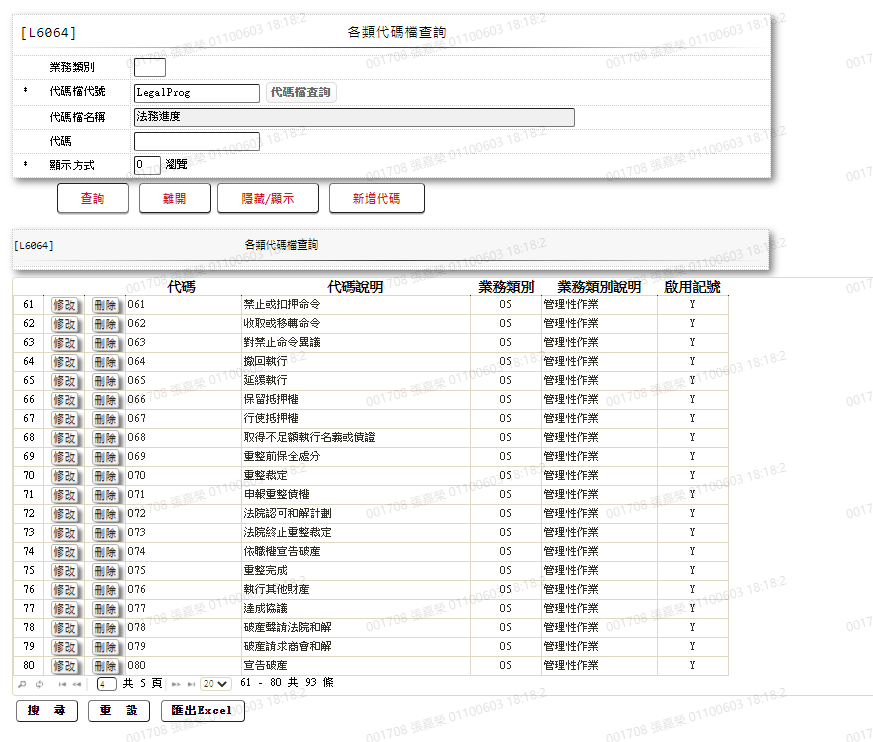 [L6064] 各類代碼檔查詢
業務類別
* 代碼檔代號 LegalProg 代碼檔查詢
代碼檔名稱 法務進度
代碼
* 顯示方式 0 瀏覽
查詢 離開 隱藏/顯示 新增代碼
[L6064] 各類代碼檔查詢
代碼 代碼說明 業務類別 業務類別說明 啟用記號
61 修改 刪除 061 禁止或扣押命令 05 管理性作業 Y
62 修改 刪除 062 收取或移轉命令 05 管理性作業 Y
63 修改 刪除 063 對禁止命令異議 05 管理性作業 Y
64 修改 刪除 064 撤回執行 05 管理性作業 Y
65 修改 刪除 065 延緩執行 05 管理性作業 Y
66 修改 刪除 066 保留抵押權 05 管理性作業 Y
67 修改 刪除 067 行使抵押權 05 管理性作業 Y
68 修改 刪除 068 取得不足額執行名義或債證 05 管理性作業 Y
69 修改 刪除 069 重整前保全處分 05 管理性作業 Y
70 修改 刪除 070 重整裁定 05 管理性作業 Y
71 修改 刪除 071 申報重整債權 05 管理性作業 Y
72 修改 刪除 072 法院認可和解計劃 05 管理性作業 Y
73 修改 刪除 073 法院終止重整裁定 05 管理性作業 Y
74 修改 刪除 074 依職權宣告破產 05 管理性作業 Y
75 修改 刪除 075 重整完成 05 管理性作業 Y
76 修改 刪除 076 執行其他財產 05 管理性作業 Y
77 修改 刪除 077 達成協議 05 管理性作業 Y
78 修改 刪除 078 破產聲請法院和解 05 管理性作業 Y
79 修改 刪除 079 破產請求商會和解 05 管理性作業 Y
80 修改 刪除 080 宣告破產 05 管理性作業 Y
4 共 5 頁 20 61 - 80 共 93 條
搜 尋 重 設 匯出Excel
001708 張嘉榮 01100603 18:18:2